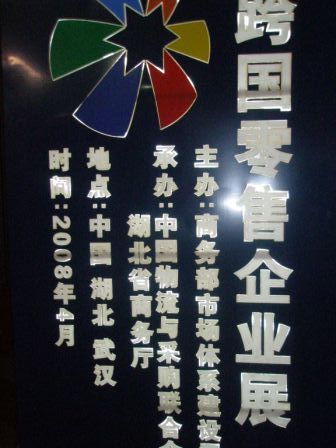 跨国零售企业展
主办:商务部市场体系建设
承办:中国物流与采购联合会
湖北省商务厅
地点:中国 湖北 武汉
时间:2008年4月